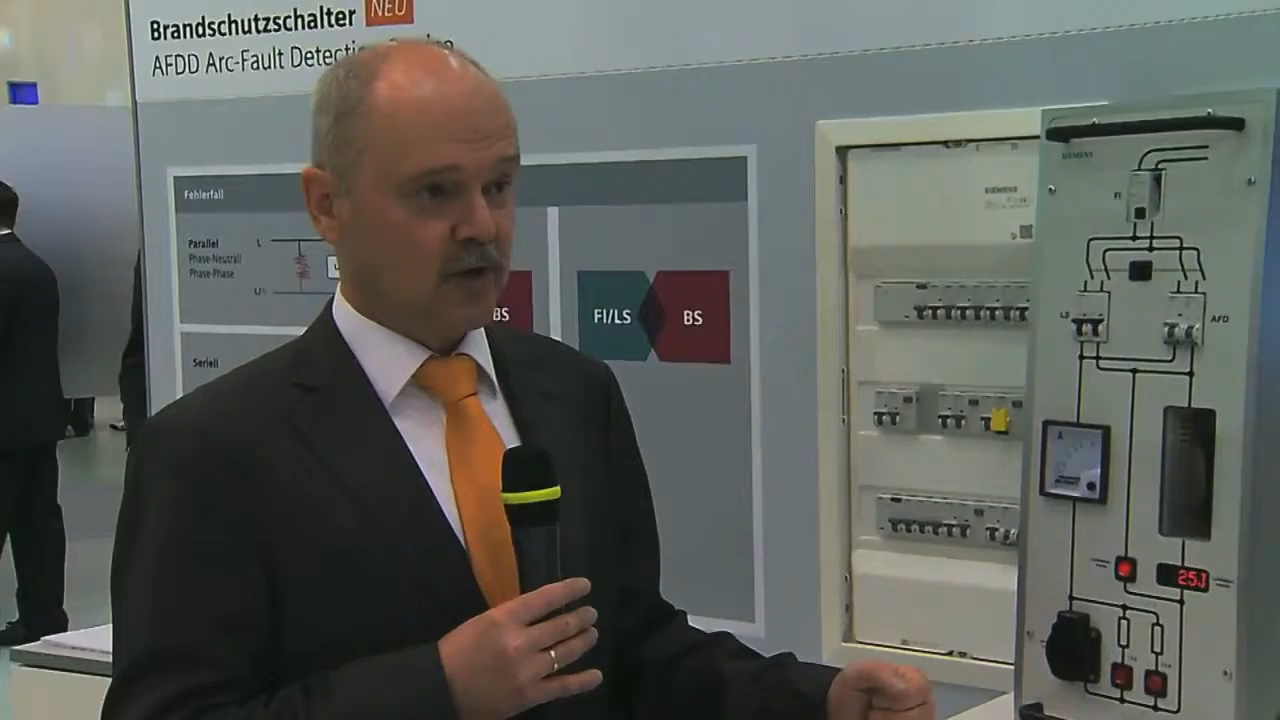 Brandschutzschalter NEU
AFDD Arc-Fault Detection
Fehlerfall
Parallel
Phase-Neutral/
Phase-Phase
L
Seriell
BS
FI/LS
BS
SIEMENS
SIEMENS
FI
LS
AFD
A
25J